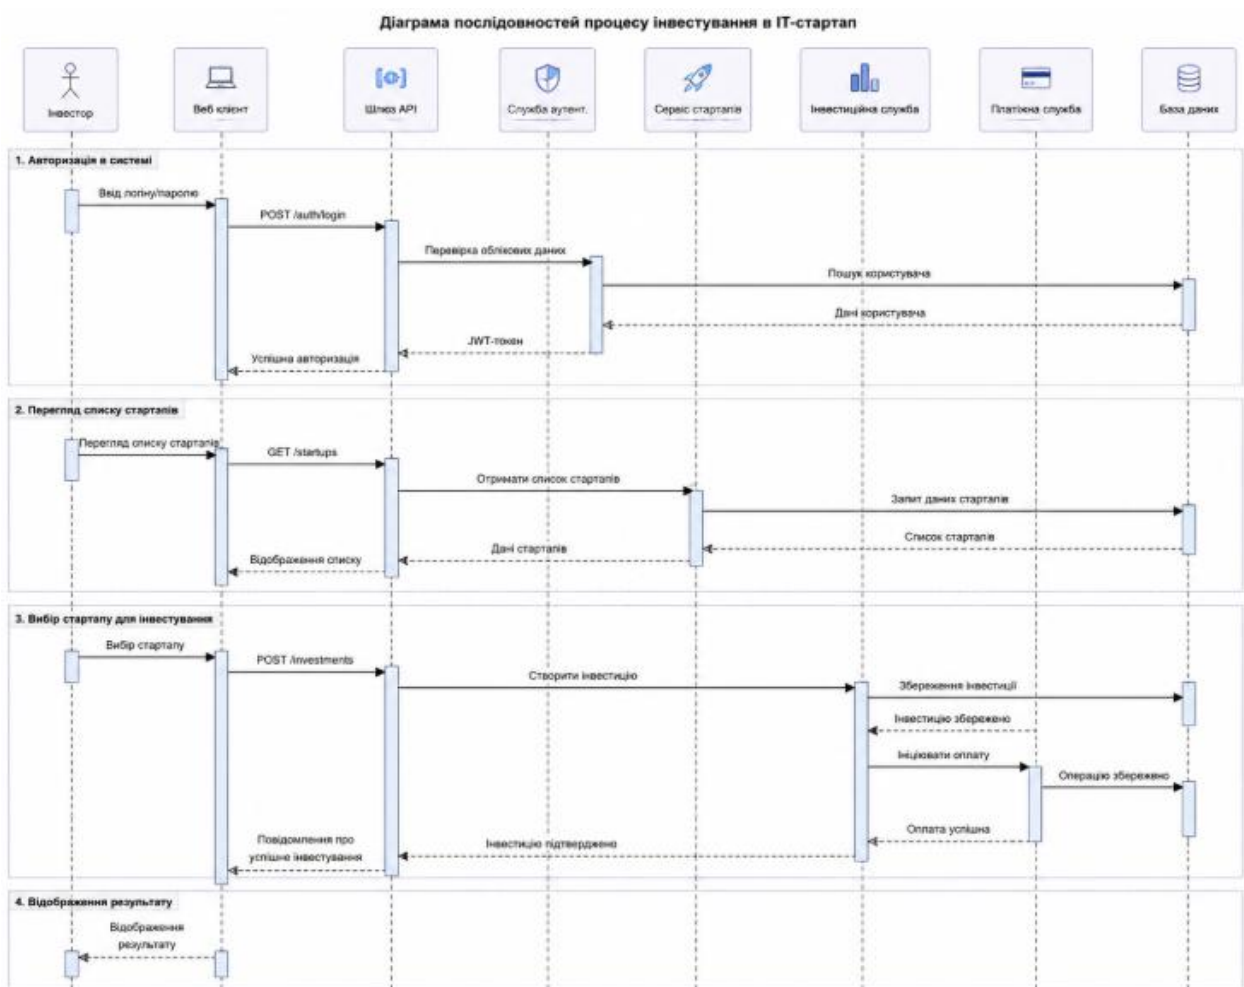 Діаграма послідовностей процесу інвестування в ІТ-стартап
Інвестор
Веб клієнт
Шлюз API
Служба аутент.
Сервіс стартапів
Інвестиційна служба
Платіжна служба
База даних
1. Авторизація в системі
Ввід логіну/паролю
POST /auth/login
Перевірка облікових даних
Пошук користувача
Дані користувача
JWT-токен
Успішна авторизація
2. Перегляд списку стартапів
Перегляд списку стартапів
GET /startups
Отримати список стартапів
Запит даних стартапів
Список стартапів
Дані стартапів
Відображення списку
3. Вибір стартапу для інвестування
Вибір стартапу
POST /investments
Створити інвестицію
Збереження інвестиції
Інвестицію збережено
Ініціювати оплату
Операцію збережено
Оплата успішна
Інвестицію підтверджено
Повідомлення про
успішне інвестування
4. Відображення результату
Відображення
результату